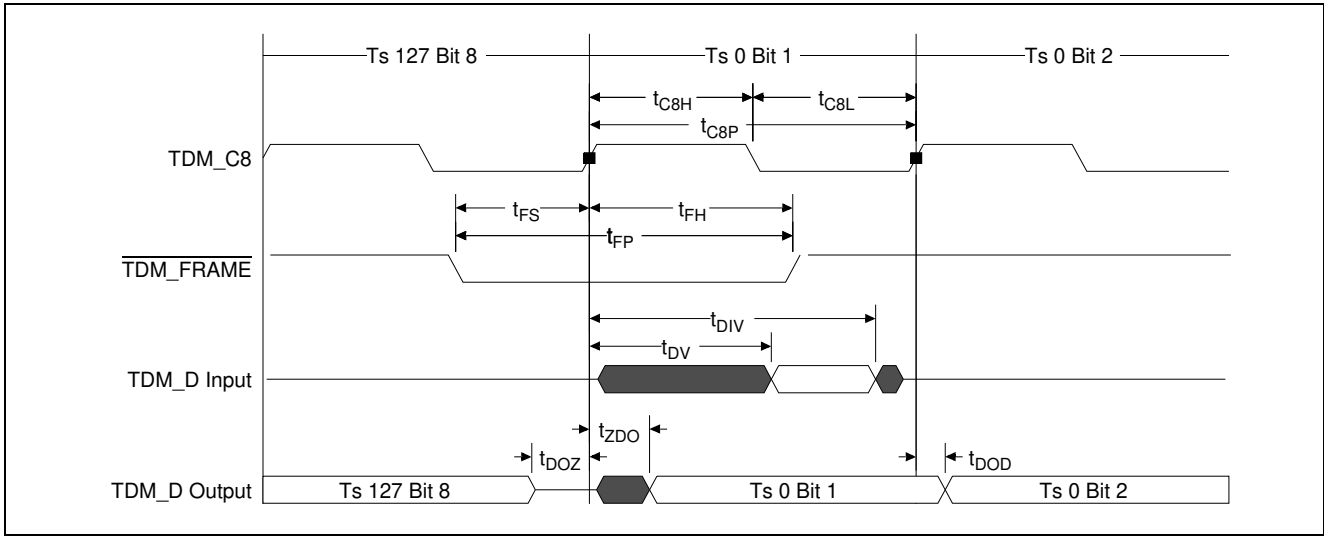 Ts 127 Bit 8 Ts 0 Bit 1 Ts 0 Bit 2
tC8H tC8L
tC8P
TDM_C8
tFS tFH
tFP
TDM_FRAME
tDIV
tDV
TDM_D Input
tZDO
tDOZ tDOD
TDM_D Output Ts 127 Bit 8 Ts 0 Bit 1 Ts 0 Bit 2